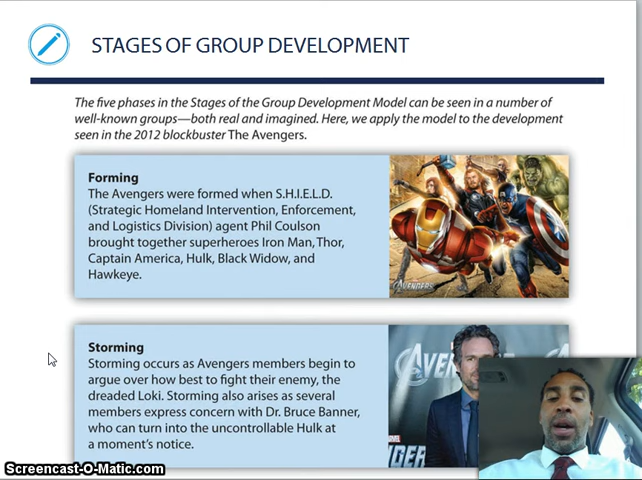 STAGES OF GROUP DEVELOPMENT
The five phases in the Stages of the Group Development Model can be seen in a number of
well-known groups—both real and imagined. Here, we apply the model to the development
seen in the 2012 blockbuster The Avengers.
Forming
The Avengers were formed when S.H.I.E.L.D.
(Strategic Homeland Intervention, Enforcement,
and Logistics Division) agent Phil Coulson
brought together superheroes Iron Man, Thor,
Captain America, Hulk, Black Widow, and
Hawkeye.
AVENGERS
Storming
Storming occurs as Avengers members begin to
argue over how best to fight their enemy, the
dreaded Loki. Storming also arises as several
members express concern with Dr. Bruce Banner,
who can turn into the uncontrollable Hulk at
a moment's notice.
Screencast-O-Matic.com